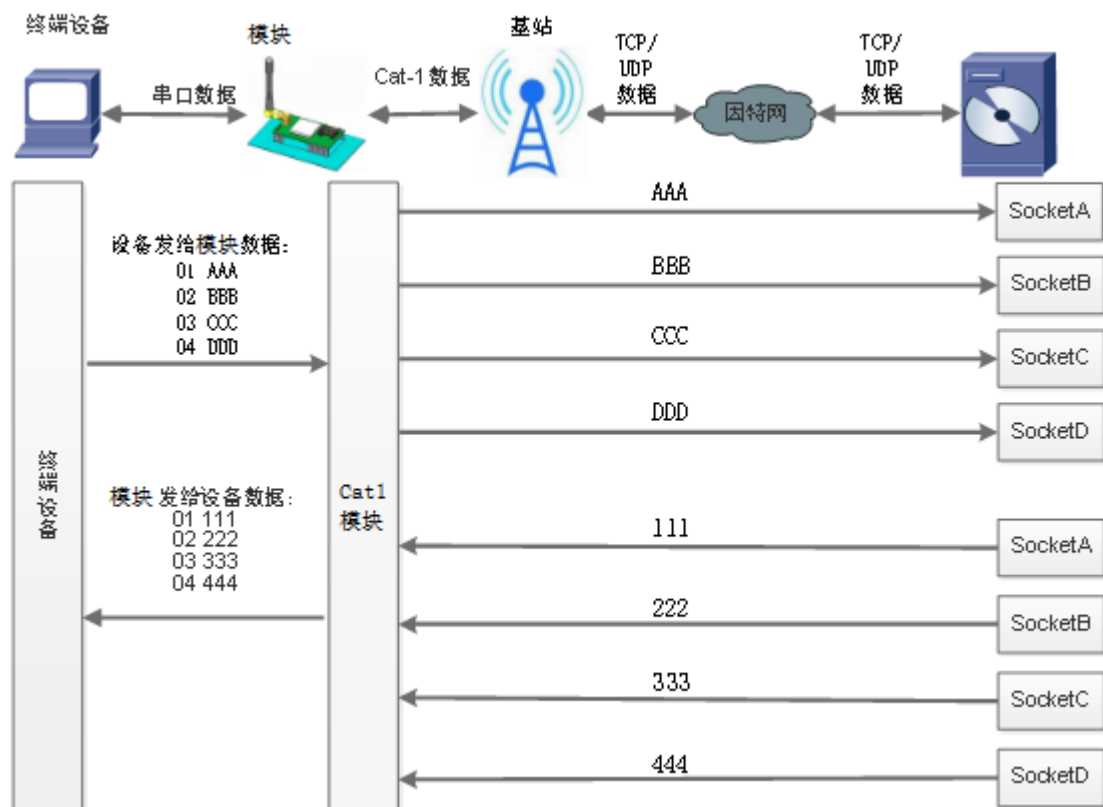 终端设备
模块
基站
串口数据
Cat-1 数据
TCP/
UDP
数据
因特网
TCP/
UDP
数据
设备发给模块数据：
01 AAA
02 BBB
03 CCC
04 DDD
AAA
SocketA
BBB
SocketB
CCC
SocketC
DDD
SocketD
Cat1
模块
模块 发给设备数据：
01 111
02 222
03 333
04 444
111
SocketA
222
SocketB
333
SocketC
444
SocketD